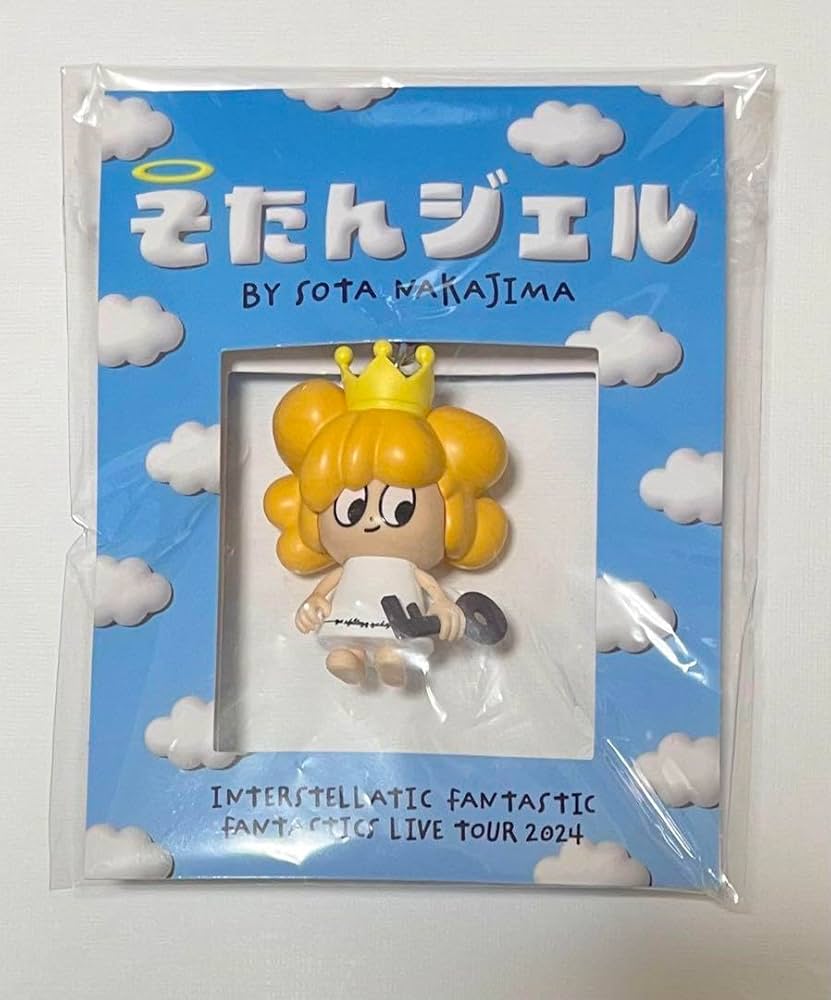 そたんジェル
BY SOTA NAKAJIMA
INTERSTELLATIC FANTASTIC
FANTASTICS LIVE TOUR 2024